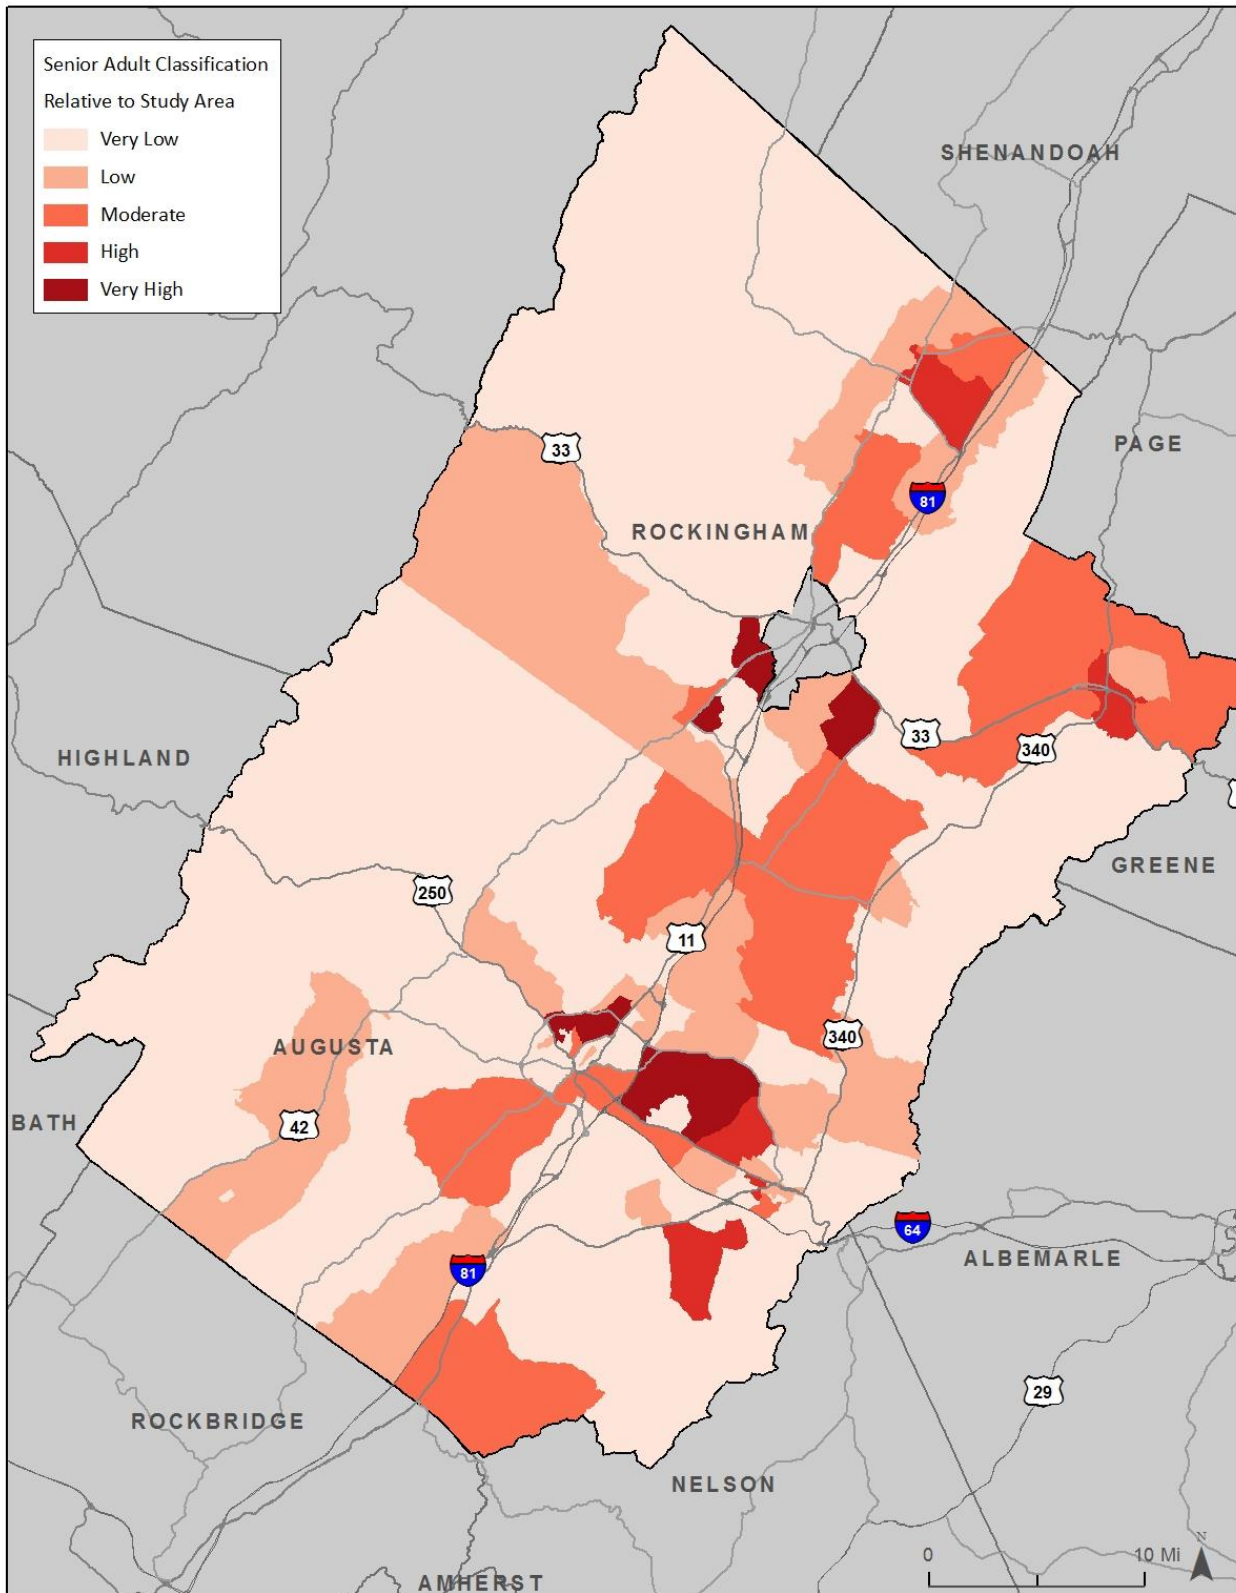 Senior Adult Classification
Relative to Study Area
Very Low
Low
Moderate
High
Very High
SHENANDOAH
PAGE
33
81
ROCKINGHAM
33
340
HIGHLAND
GREENE
250
11
340
AUGUSTA
BATH
42
64
ALBEMARLE
81
29
ROCKBRIDGE
NELSON
N
0 10 Mi
AMHERST